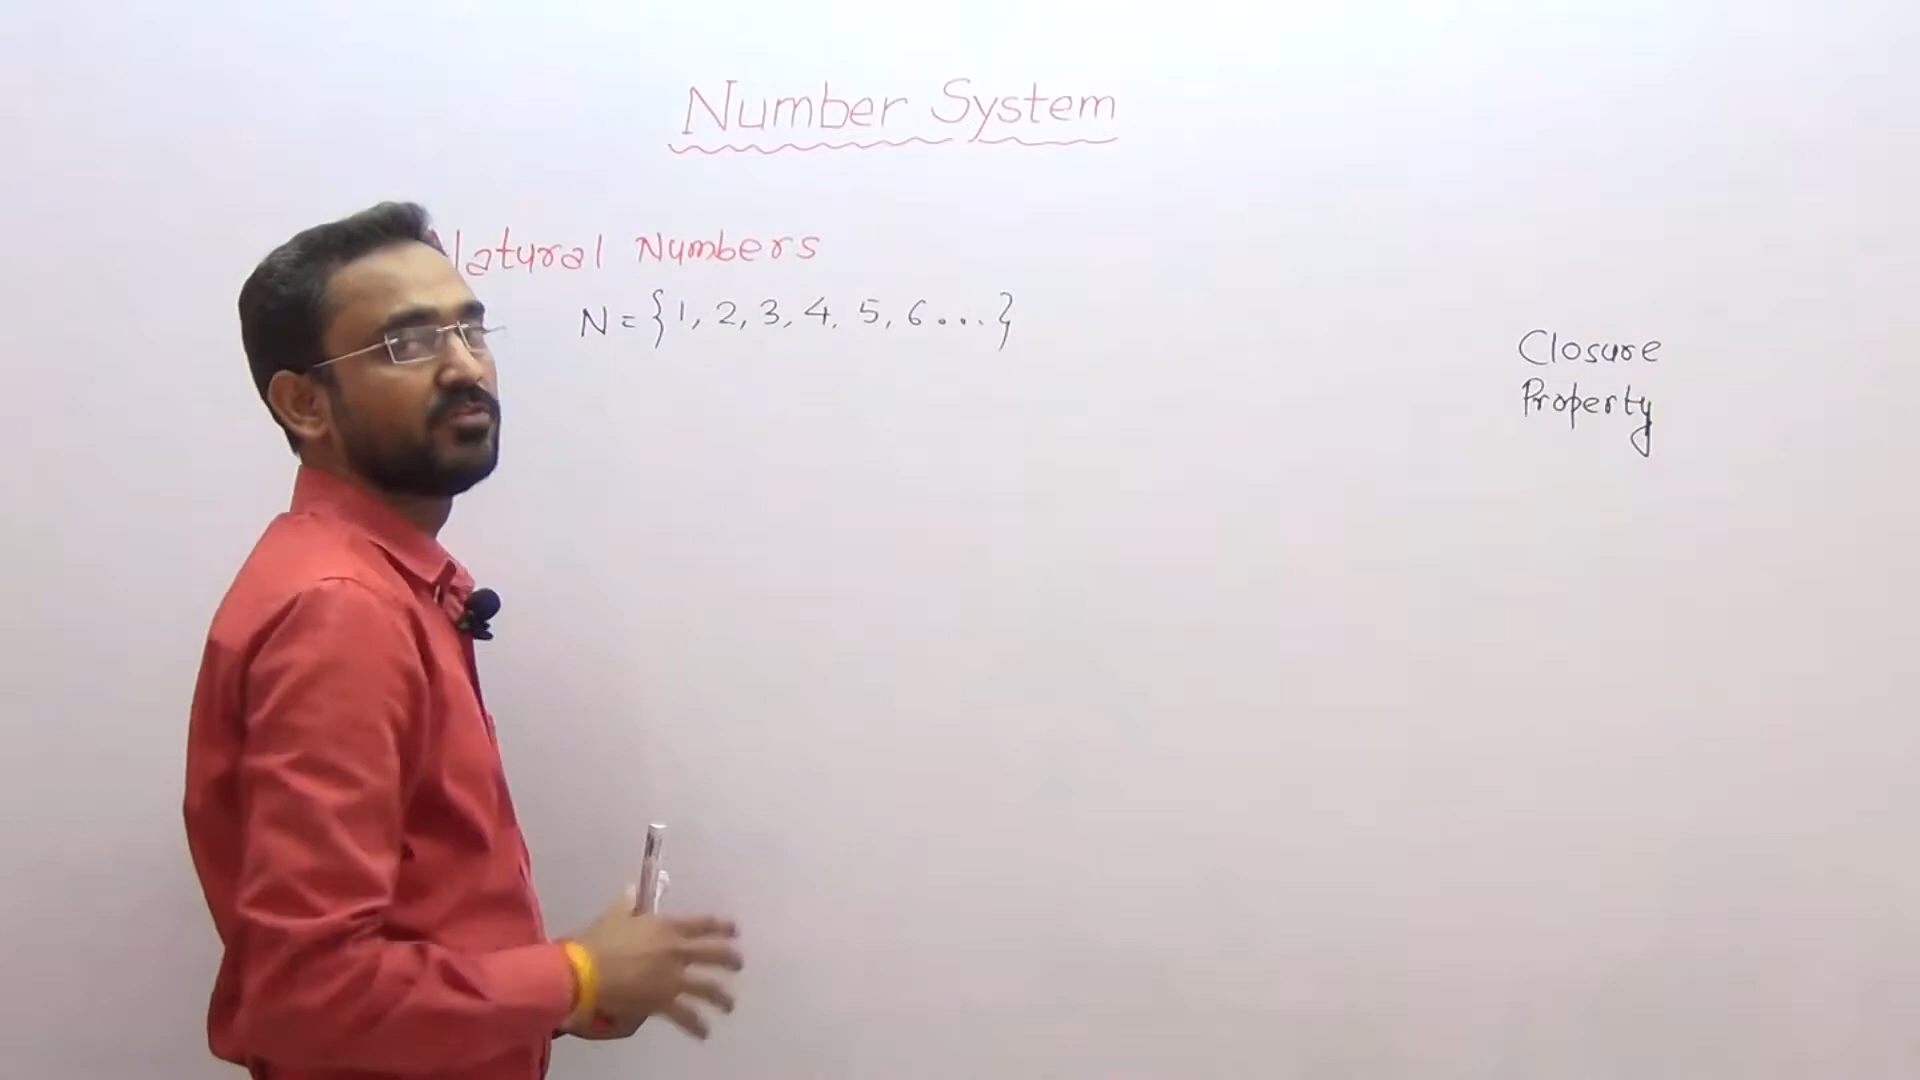 Number System
Natural Numbers
N = {1, 2, 3, 4, 5, 6...}
Closure
Property